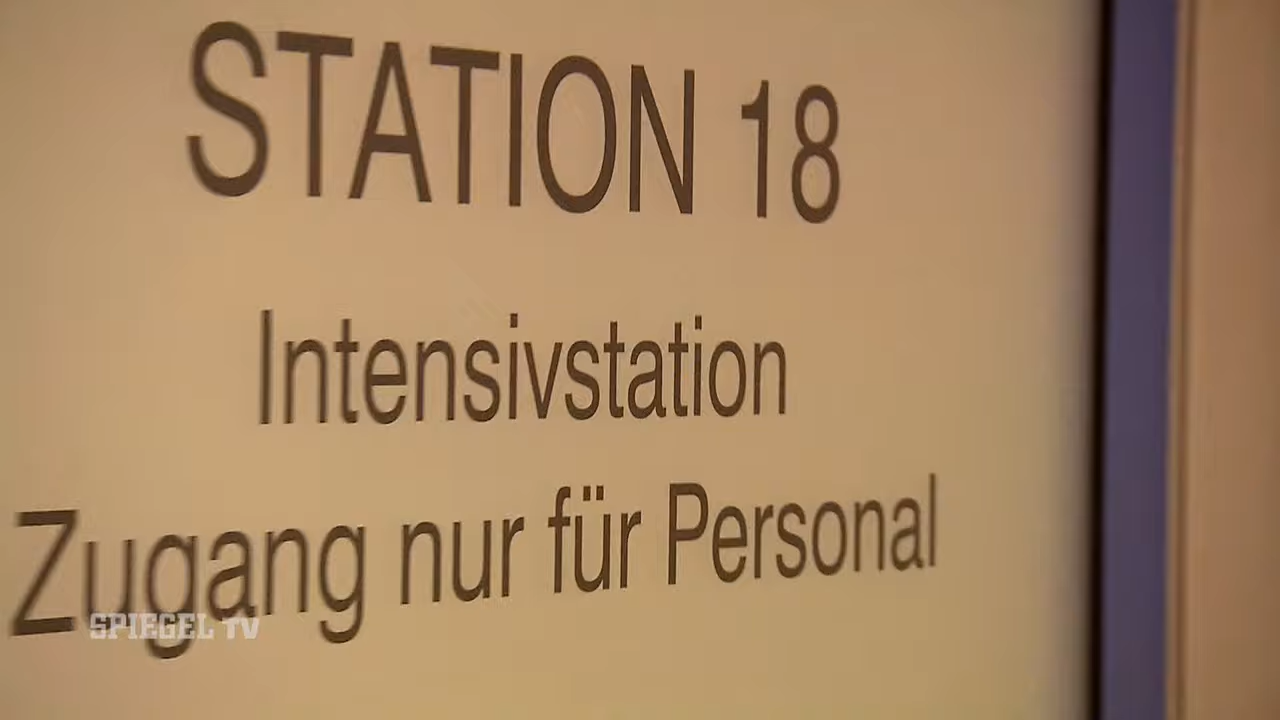 STATION 18
Intensivstation
Zugang nur für Personal
SPIEGEL TV